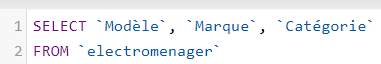 1 SELECT `Modèle`, `Marque`, `Catégorie`
2 FROM `electromenager`